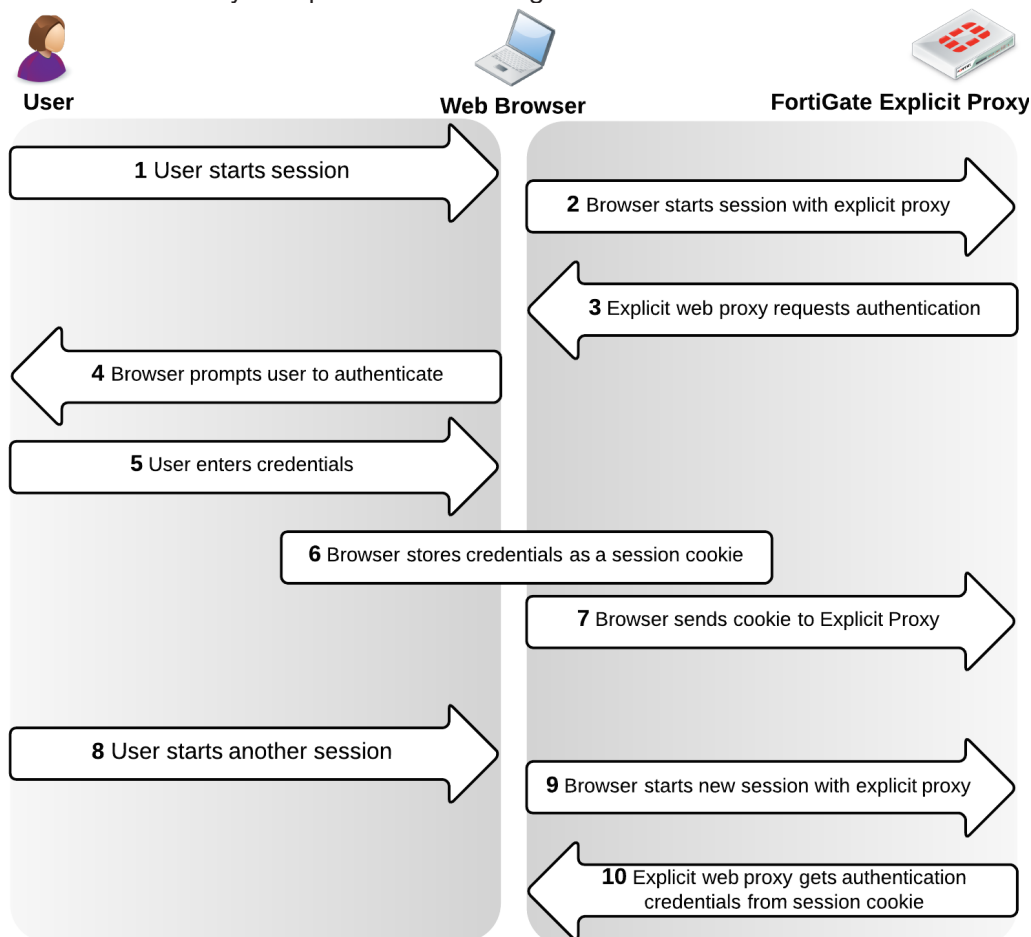 User
Web Browser
FortiGate Explicit Proxy
1 User starts session
2 Browser starts session with explicit proxy
3 Explicit web proxy requests authentication
4 Browser prompts user to authenticate
5 User enters credentials
6 Browser stores credentials as a session cookie
7 Browser sends cookie to Explicit Proxy
8 User starts another session
9 Browser starts new session with explicit proxy
10 Explicit web proxy gets authentication
credentials from session cookie